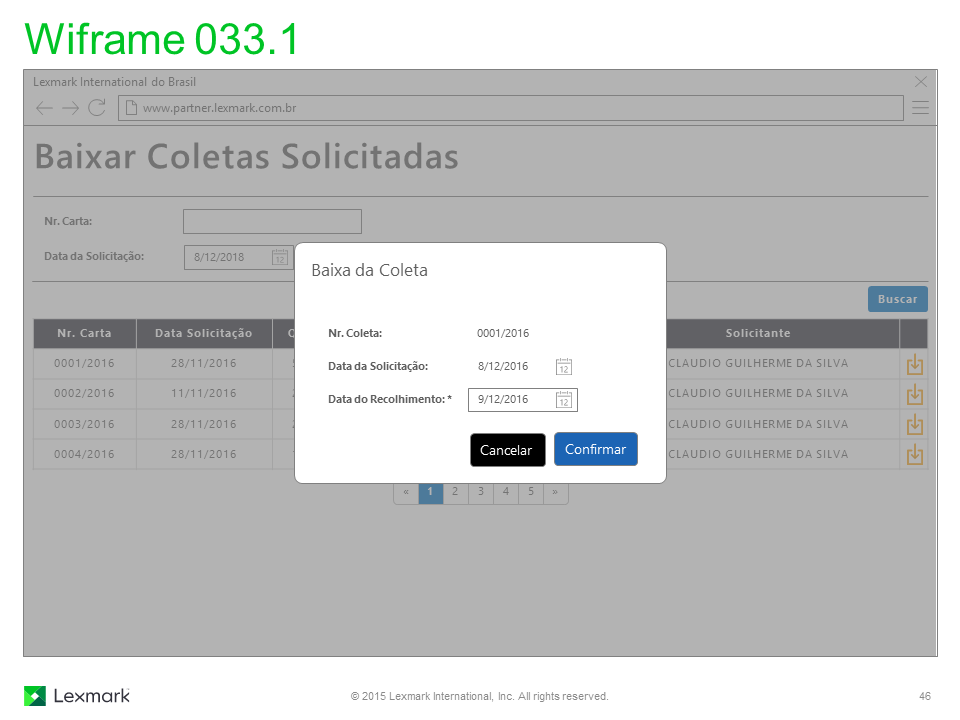 Wiframe 033.1
Lexmark International do Brasil
www.partner.lexmark.com.br
Baixar Coletas Solicitadas
Nr. Carta:
Data da Solicitação: 8/12/2018 12
Baixa da Coleta
Buscar
Nr. Coleta: 0001/2016
Data da Solicitação: 8/12/2016 12
Data do Recolhimento: * 9/12/2016 12
Cancelar Confirmar
Nr. Carta Data Solicitação Solicitante
0001/2016 28/11/2016 CLAUDIO GUILHERME DA SILVA
0002/2016 11/11/2016 CLAUDIO GUILHERME DA SILVA
0003/2016 28/11/2016 CLAUDIO GUILHERME DA SILVA
0004/2016 28/11/2016 CLAUDIO GUILHERME DA SILVA
« 1 2 3 4 5 »
Lexmark © 2015 Lexmark International, Inc. All rights reserved. 46